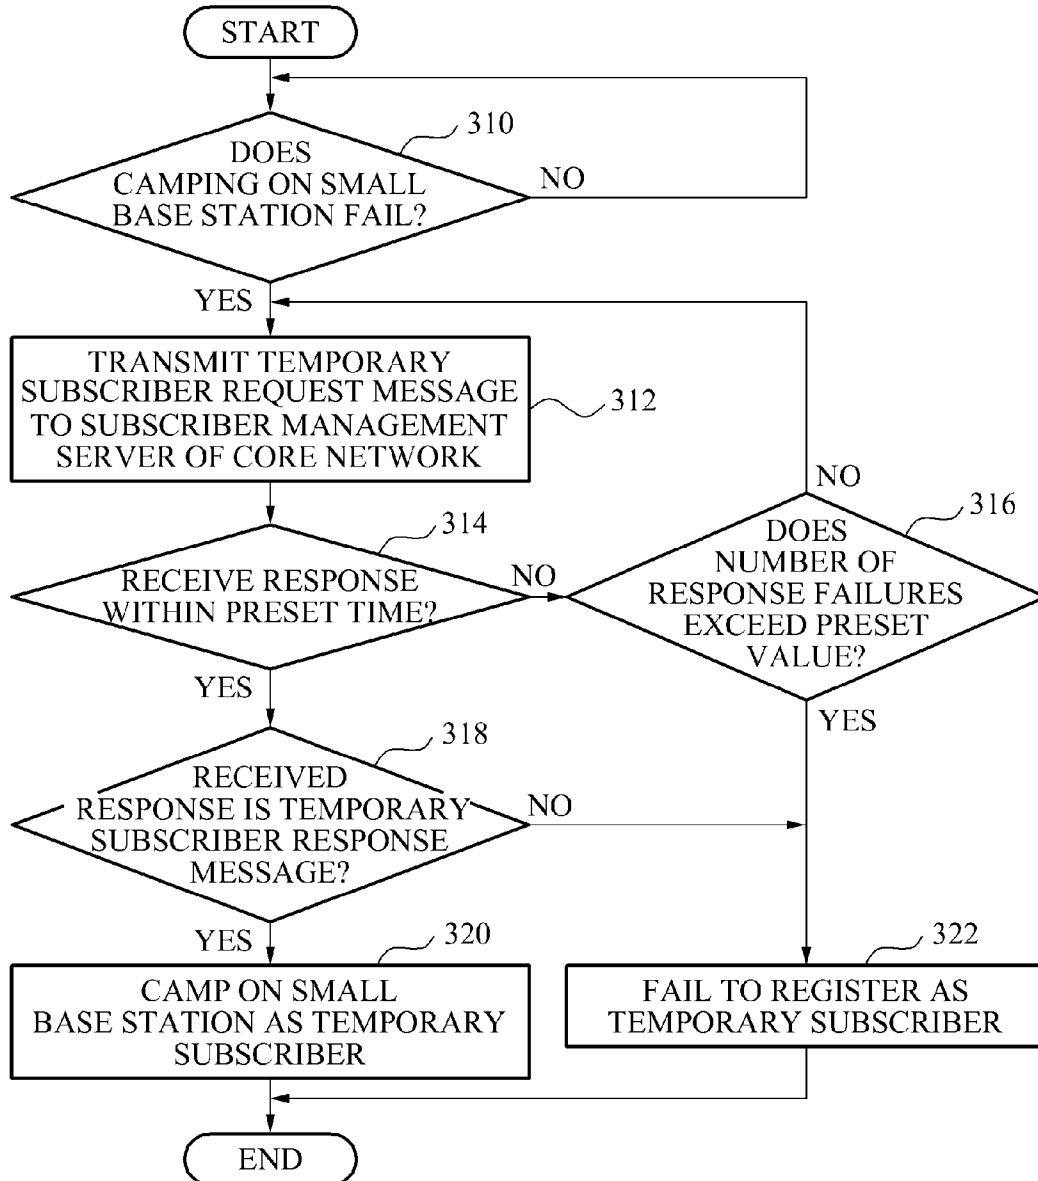 START
310
DOES
CAMPING ON SMALL
BASE STATION FAIL?
NO
YES
TRANSMIT TEMPORARY
SUBSCRIBER REQUEST MESSAGE
TO SUBSCRIBER MANAGEMENT
SERVER OF CORE NETWORK
312
NO
314
RECEIVE RESPONSE
WITHIN PRESET TIME?
NO
316
DOES
NUMBER OF
RESPONSE FAILURES
EXCEED PRESET
VALUE?
YES
YES
318
RECEIVED
RESPONSE IS TEMPORARY
SUBSCRIBER RESPONSE
MESSAGE?
NO
YES
320
CAMP ON SMALL
BASE STATION AS TEMPORARY
SUBSCRIBER
322
FAIL TO REGISTER AS
TEMPORARY SUBSCRIBER
END